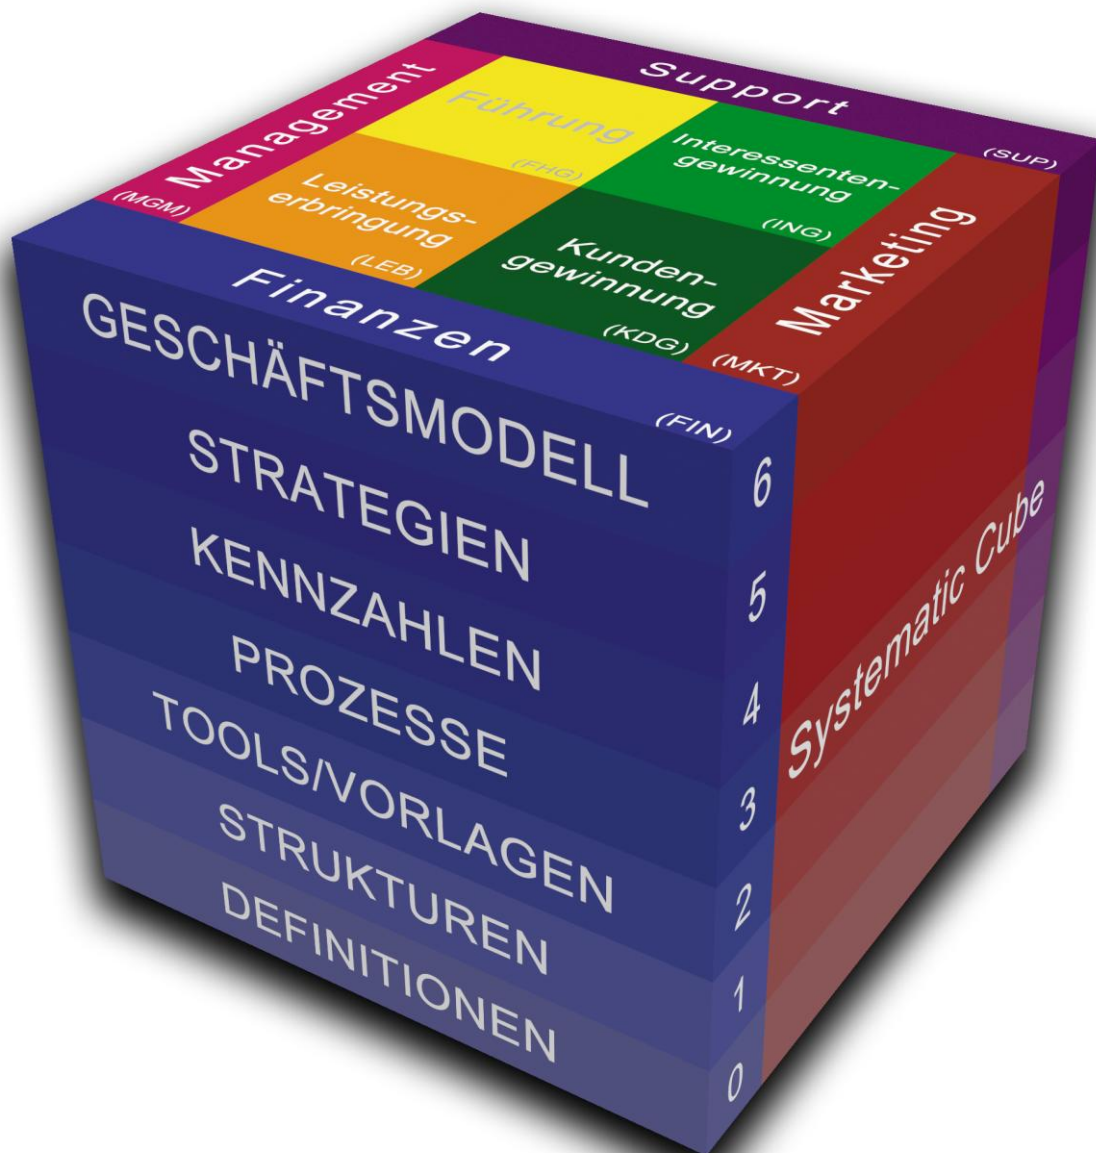 Support
(SUP)
Management
(MGM)
Führung
(FHG)
Interessenten-
gewinnung
(ING)
Leistungs-
erbringung
(LEB)
Kunden-
gewinnung
(KDG)
Marketing
(MKT)
Finanzen
(FIN)
GESCHÄFTSMODELL
6
STRATEGIEN
5
KENNZAHLEN
4
PROZESSE
3
TOOLS/VORLAGEN
2
STRUKTUREN
1
DEFINITIONEN
0
Systematic Cube